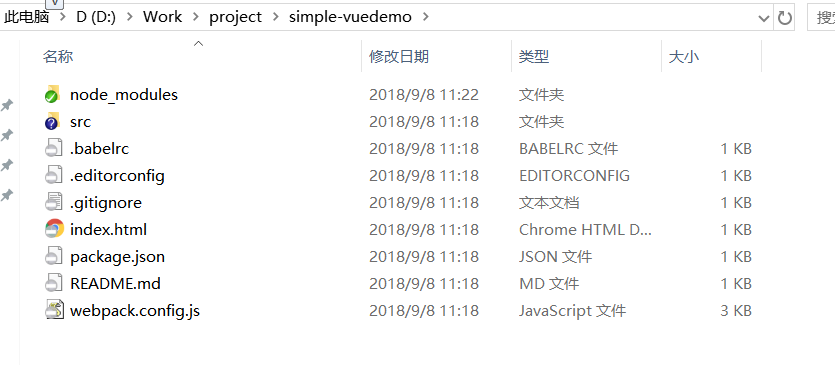 此电脑 > D (D:) > Work > project > simple-vuedemo > 搜索
名称 修改日期 类型 大小
node_modules 2018/9/8 11:22 文件夹
src 2018/9/8 11:18 文件夹
.babelrc 2018/9/8 11:18 BABELRC 文件 1 KB
.editorconfig 2018/9/8 11:18 EDITORCONFIG 1 KB
.gitignore 2018/9/8 11:18 文本文档 1 KB
index.html 2018/9/8 11:18 Chrome HTML D... 1 KB
package.json 2018/9/8 11:18 JSON 文件 1 KB
README.md 2018/9/8 11:18 MD 文件 1 KB
webpack.config.js 2018/9/8 11:18 JavaScript 文件 3 KB